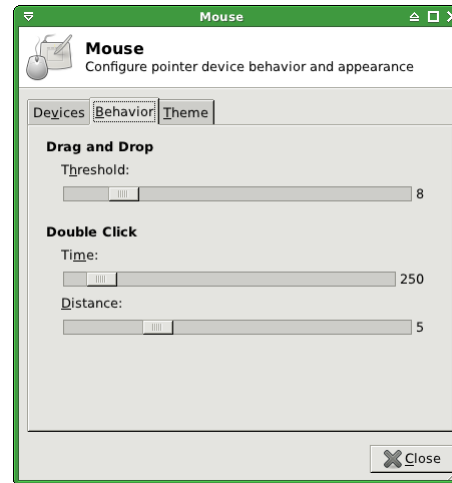 Mouse
Mouse
Configure pointer device behavior and appearance
Devices Behavior Theme
Drag and Drop
Threshold:
8
Double Click
Time:
250
Distance:
5
Close